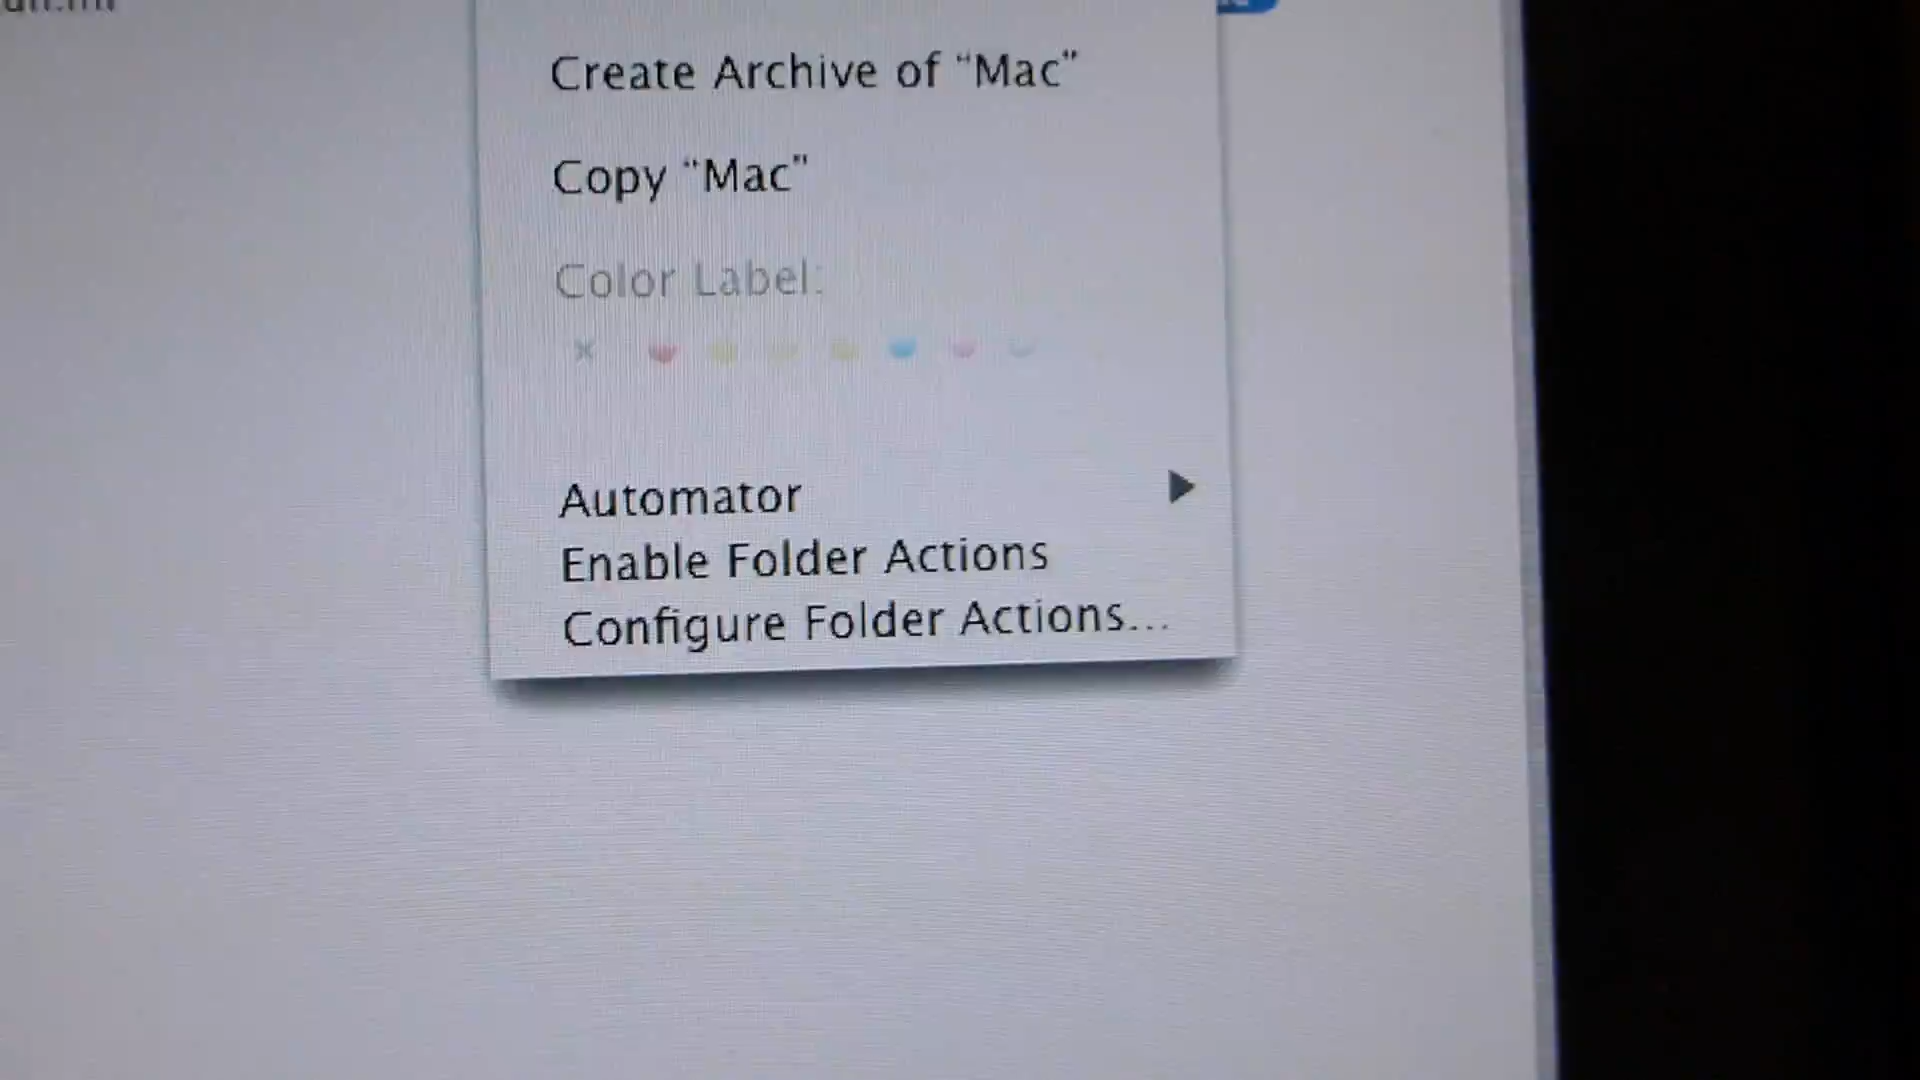 Create Archive of “Mac”
Copy “Mac”
Color Label:
×
Automator
Enable Folder Actions
Configure Folder Actions...